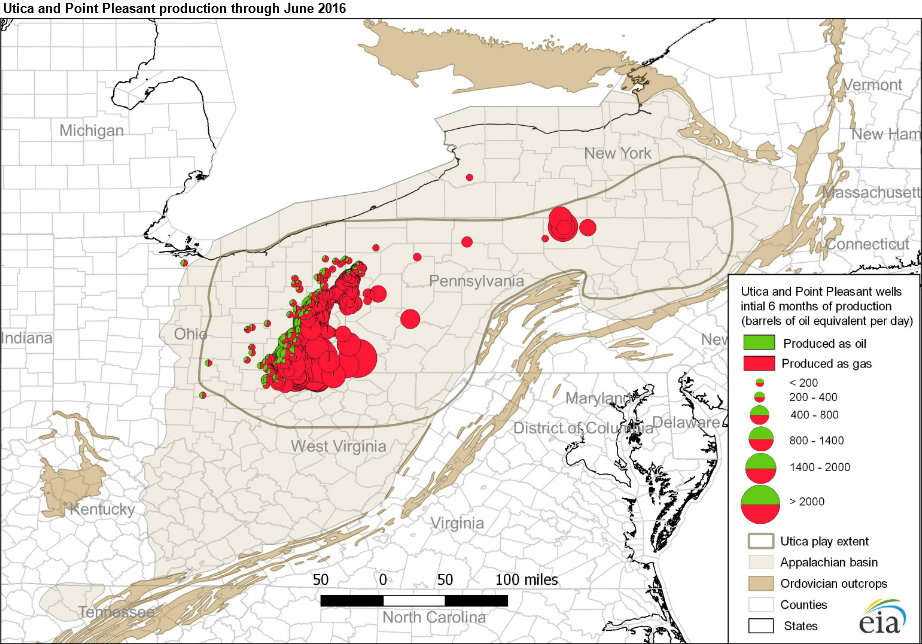 Utica and Point Pleasant production through June 2016
Vermont
Michigan
New Ham
New York
Massachusett
Connecticut
Pennsylvania
Utica and Point Pleasant wells
intial 6 months of production
(barrels of oil equivalent per day)
Indiana
Ohio
New
Produced as oil
Produced as gas
< 200
200 - 400
Maryland
400 - 800
District of Columbia
Delaware
West Virginia
800 - 1400
1400 - 2000
Kentucky
> 2000
Virginia
Utica play extent
Appalachian basin
50 0 50 100 miles
Ordovician outcrops
Tennessee
North Carolina
Counties
States
eia